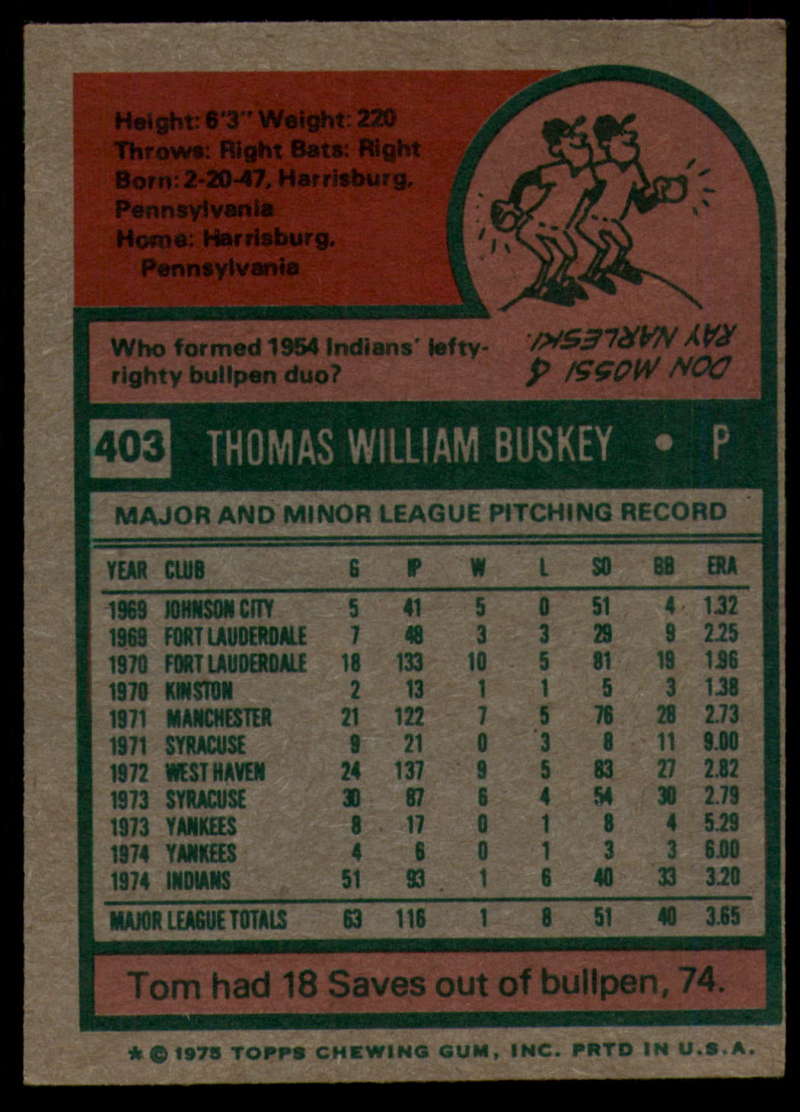 Height: 6'3" Weight: 220
Throws: Right Bats: Right
Born: 2-20-47, Harrisburg,
Pennsylvania
Home: Harrisburg,
Pennsylvania
Who formed 1954 Indians' lefty-
righty bullpen duo?
DON MOSSI &
RAY NARLESKI.
403 THOMAS WILLIAM BUSKEY • P
MAJOR AND MINOR LEAGUE PITCHING RECORD
YEAR CLUB G IP W L SO BB ERA
1969 JOHNSON CITY 5 41 5 0 51 4 1.32
1969 FORT LAUDERDALE 7 48 3 3 29 9 2.25
1970 FORT LAUDERDALE 18 133 10 5 81 19 1.96
1970 KINSTON 2 13 1 1 5 3 1.38
1971 MANCHESTER 21 122 7 5 76 28 2.73
1971 SYRACUSE 9 21 0 3 8 11 9.00
1972 WEST HAVEN 24 137 9 5 83 27 2.82
1973 SYRACUSE 30 87 6 4 54 30 2.79
1973 YANKEES 8 17 0 1 8 4 5.29
1974 YANKEES 4 6 0 1 3 3 6.00
1974 INDIANS 51 93 1 6 40 33 3.20
MAJOR LEAGUE TOTALS 63 116 1 8 51 40 3.65
Tom had 18 Saves out of bullpen, 74.
* © 1975 TOPPS CHEWING GUM, INC. PRTD IN U.S.A.